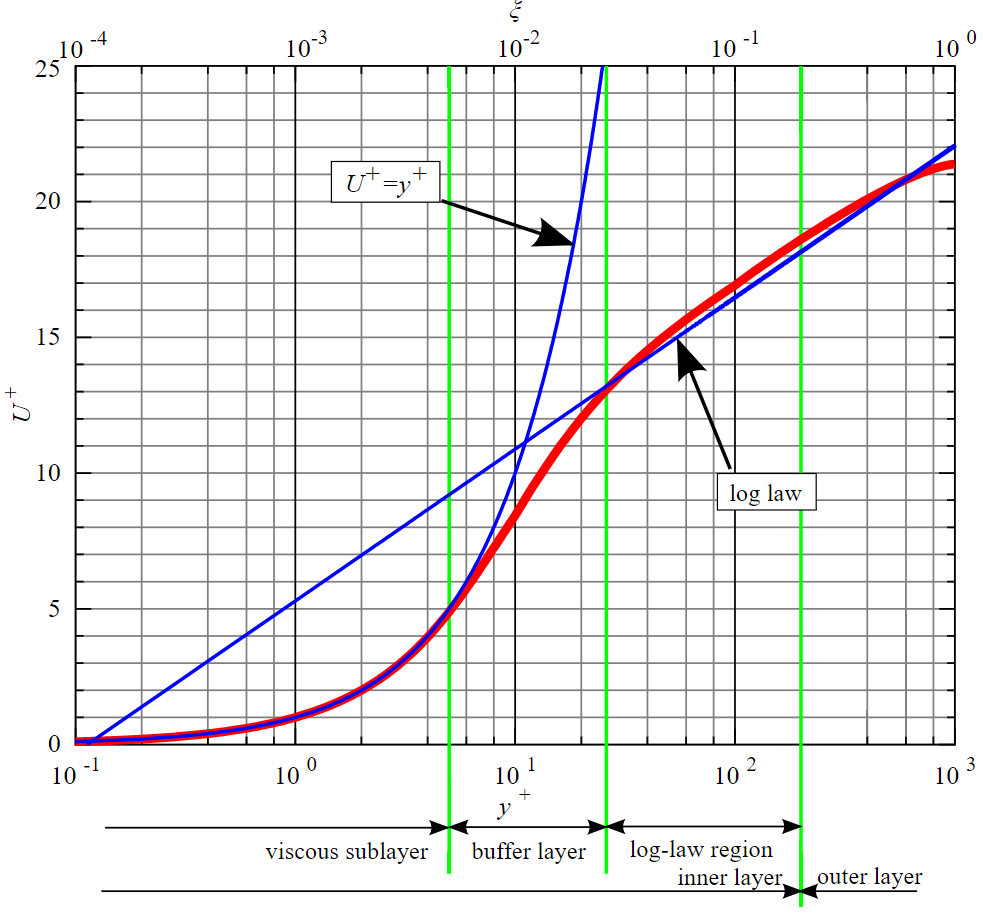 ξ
10 -4 10-3 10 -2 10 -1 10 0
25
U + =y +
20
15
U +
10
log law
5
0
10 -1 10 0 10 1 10 2 10 3
y +
viscous sublayer buffer layer log-law region
inner layer outer layer